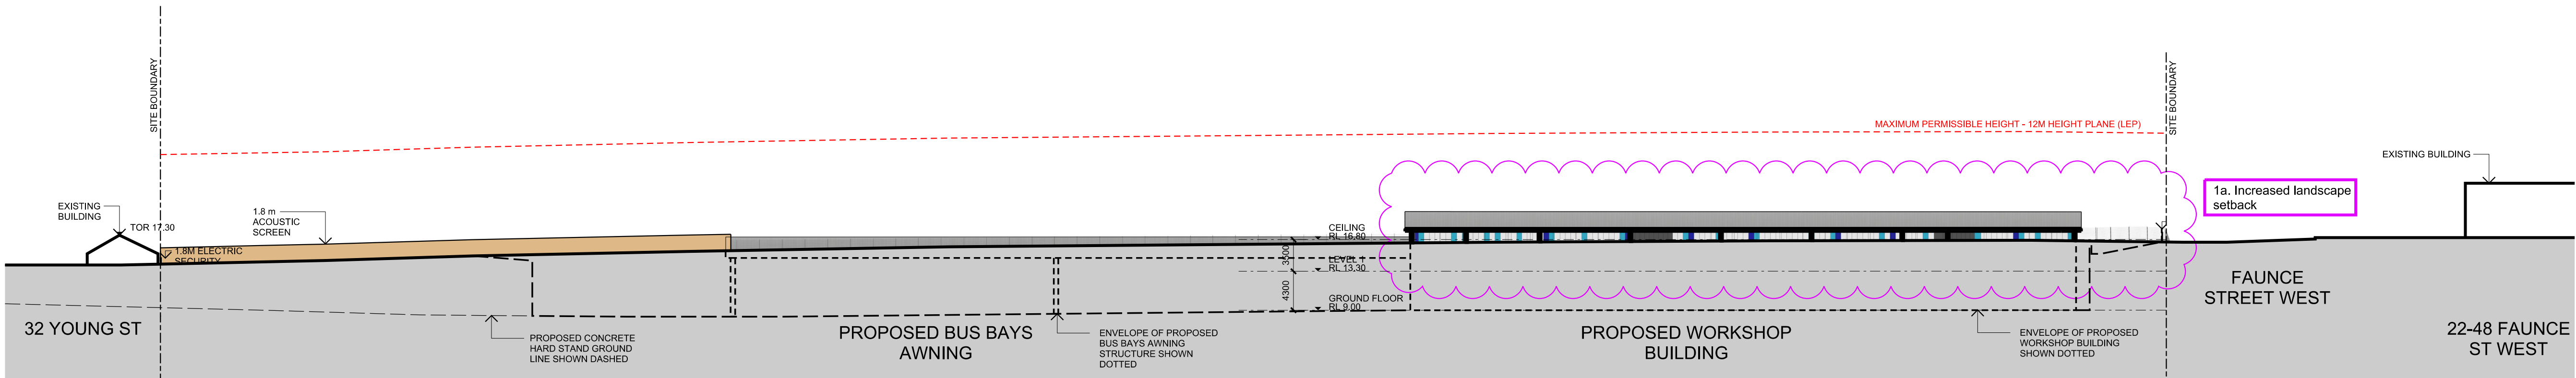 SITE BOUNDARY
SITE BOUNDARY
MAXIMUM PERMISSIBLE HEIGHT - 12M HEIGHT PLANE (LEP)
EXISTING BUILDING
1a. Increased landscape
setback
EXISTING
BUILDING
TOR 17.30
1.8 m
ACOUSTIC
SCREEN
1.8M ELECTRIC
SECURITY
CEILING
RL 16.80
3500
LEVEL 1
RL 13.30
4300
GROUND FLOOR
RL 9.00
32 YOUNG ST
PROPOSED CONCRETE
HARD STAND GROUND
LINE SHOWN DASHED
PROPOSED BUS BAYS
AWNING
ENVELOPE OF PROPOSED
BUS BAYS AWNING
STRUCTURE SHOWN
DOTTED
PROPOSED WORKSHOP
BUILDING
ENVELOPE OF PROPOSED
WORKSHOP BUILDING
SHOWN DOTTED
FAUNCE
STREET WEST
22-48 FAUNCE
ST WEST